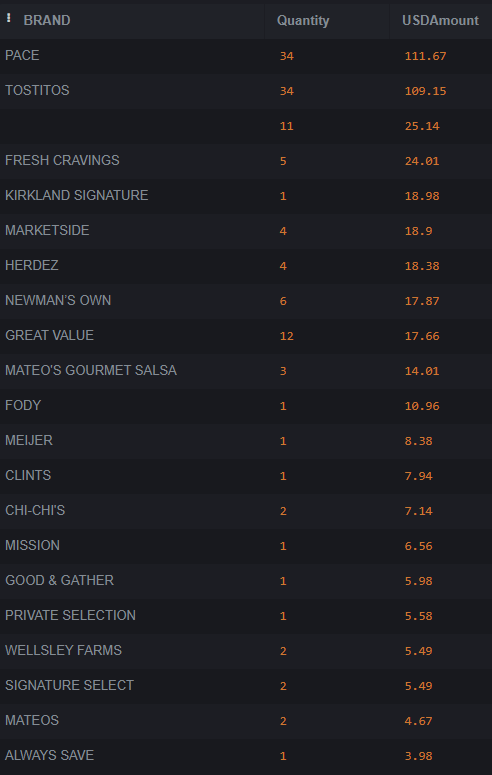 BRAND Quantity USDAmount
PACE 34 111.67
TOSTITOS 34 109.15
11 25.14
FRESH CRAVINGS 5 24.01
KIRKLAND SIGNATURE 1 18.98
MARKETSIDE 4 18.9
HERDEZ 4 18.38
NEWMAN'S OWN 6 17.87
GREAT VALUE 12 17.66
MATEO'S GOURMET SALSA 3 14.01
FODY 1 10.96
MEIJER 1 8.38
CLINTS 1 7.94
CHI-CHI'S 2 7.14
MISSION 1 6.56
GOOD & GATHER 1 5.98
PRIVATE SELECTION 1 5.58
WELLSLEY FARMS 2 5.49
SIGNATURE SELECT 2 5.49
MATEOS 2 4.67
ALWAYS SAVE 1 3.98